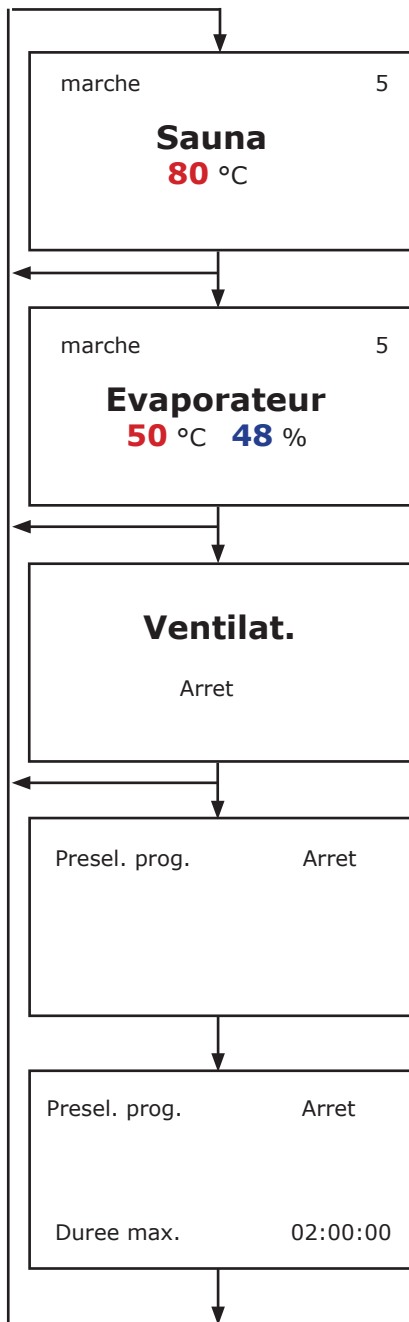 marche 5
Sauna
80 °C
marche 5
Evaporateur
50 °C 48 %
Ventilat.
Arret
Presel. prog. Arret
Presel. prog. Arret
Duree max. 02:00:00